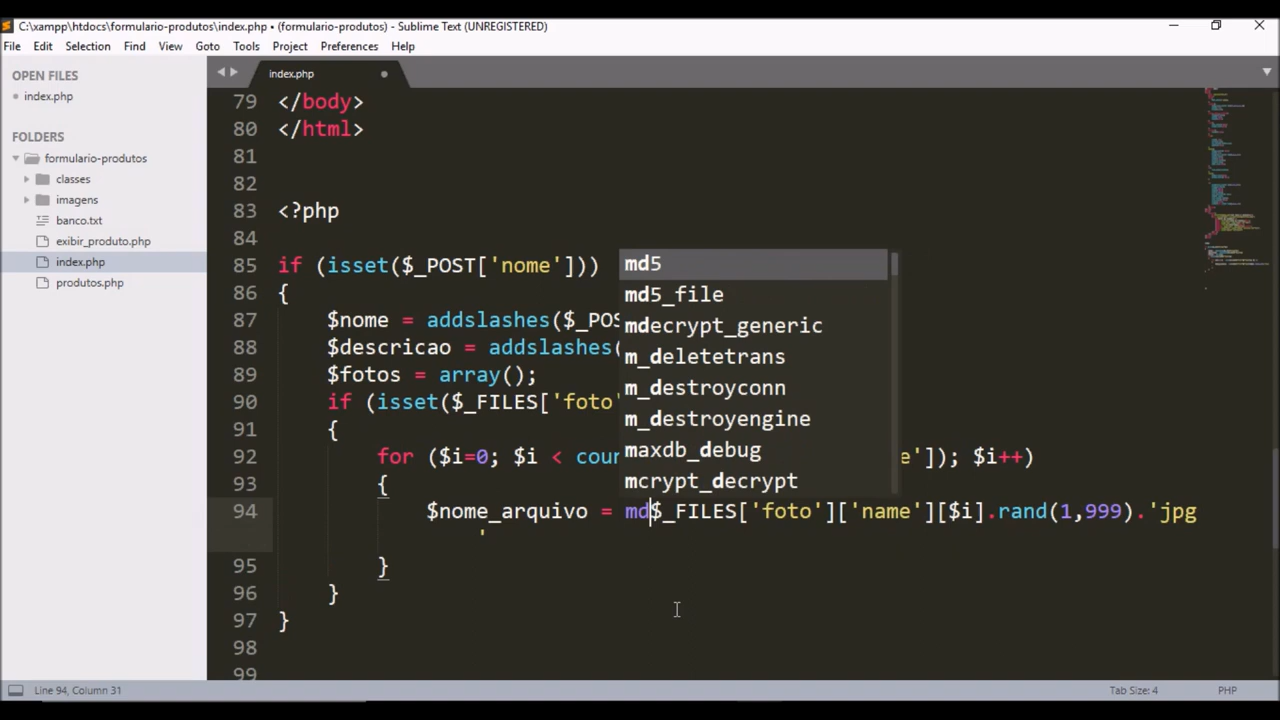 C:\xampp\htdocs\formulario-produtos\index.php • (formulario-produtos) - Sublime Text (UNREGISTERED)
File Edit Selection Find View Goto Tools Project Preferences Help
OPEN FILES
index.php
FOLDERS
formulario-produtos
classes
imagens
banco.txt
exibir_produto.php
index.php
produtos.php
index.php
79 </body>
80 </html>
81
82
83 <?php
84
85 if (isset($_POST['nome']))
86 {
87 $nome = addslashes($_POS
88 $descricao = addslashes(
89 $fotos = array();
90 if (isset($_FILES['foto'
91 {
92 for ($i=0; $i < coun e']); $i++)
93 {
94 $nome_arquivo = md$_FILES['foto']['name'][$i].rand(1,999).'jpg
'
95 }
96 }
97 }
98
99
md5
md5_file
mdecrypt_generic
m_deletetrans
m_destroyconn
m_destroyengine
maxdb_debug
mcrypt_decrypt
Line 94, Column 31 Tab Size: 4 PHP